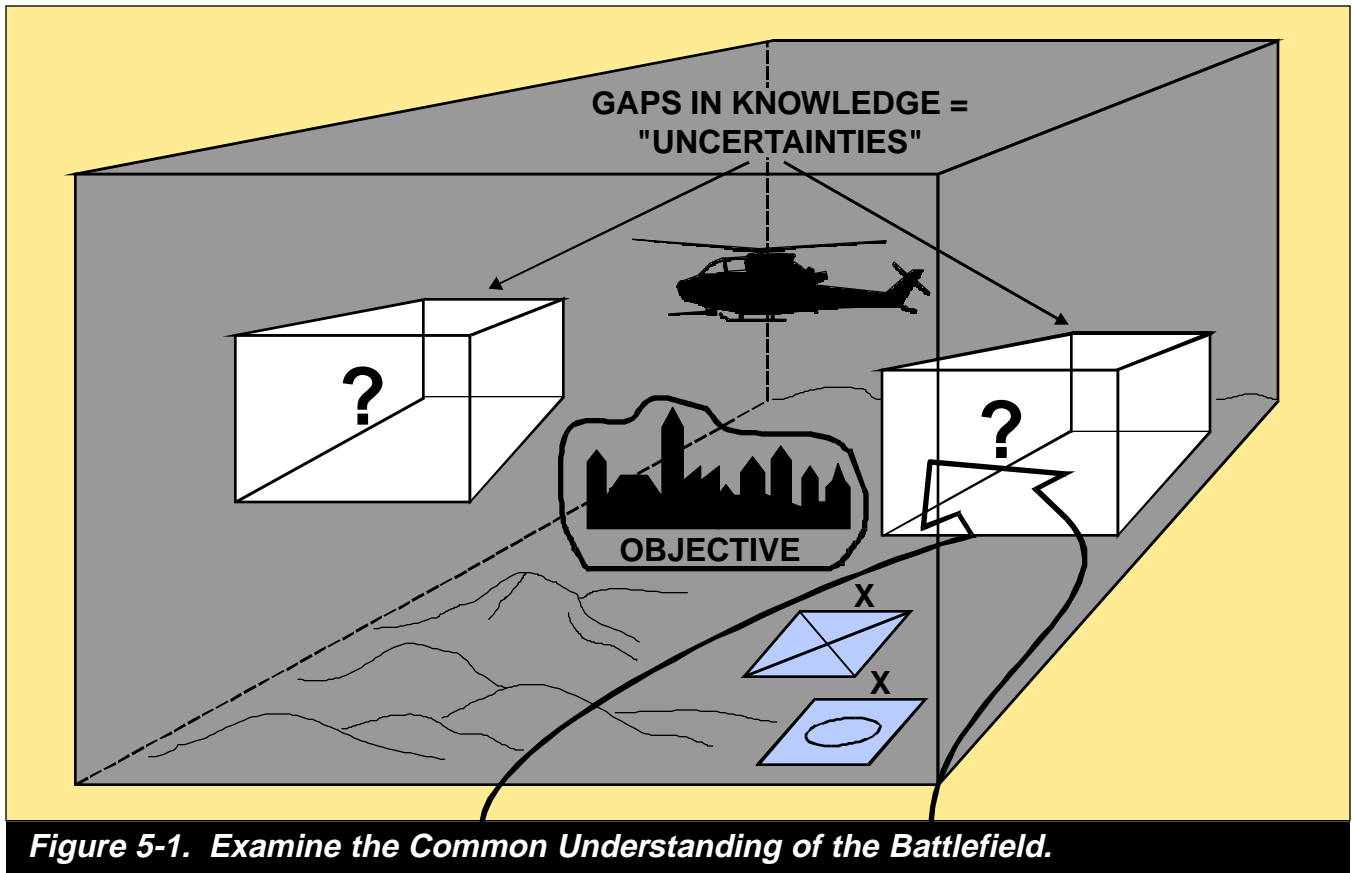 GAPS IN KNOWLEDGE =
"UNCERTAINTIES"
?
?
OBJECTIVE
X
X
Figure 5-1. Examine the Common Understanding of the Battlefield.